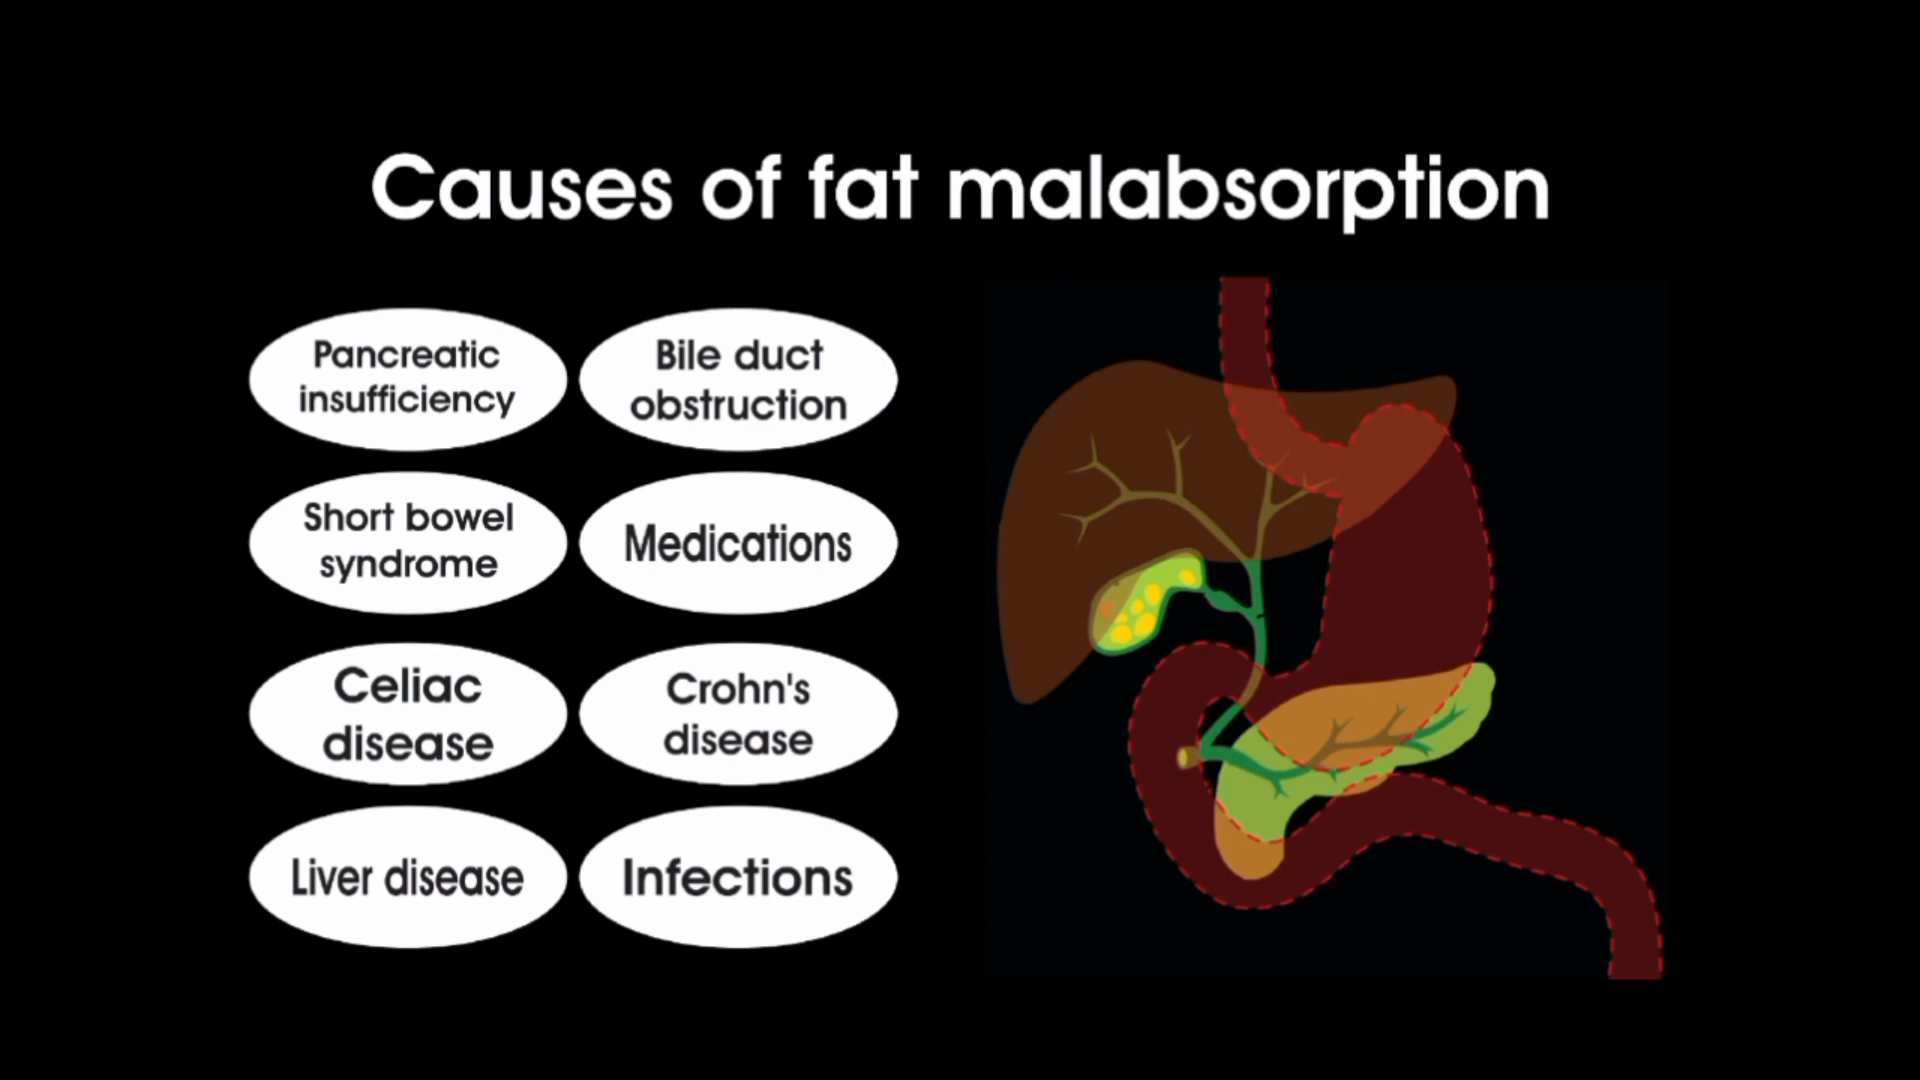 Causes of fat malabsorption
Pancreatic
insufficiency
Bile duct
obstruction
Short bowel
syndrome
Medications
Celiac
disease
Crohn's
disease
Liver disease
Infections